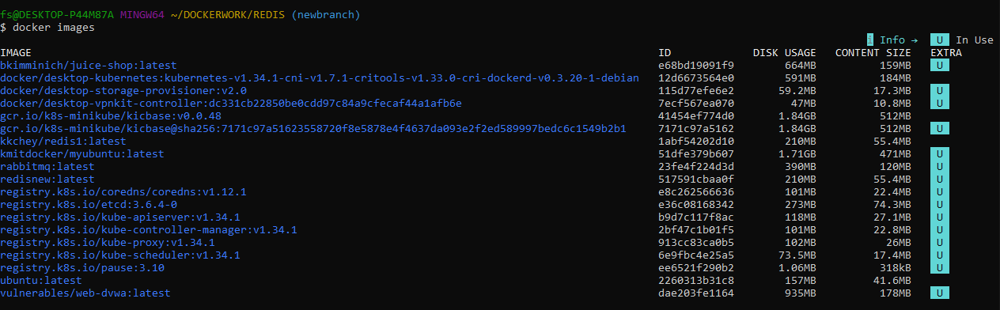 fs@DESKTOP-P44M87A MINGW64 ~/DOCKERWORK/REDIS (newbranch)
$ docker images
i Info → U In Use
IMAGE ID DISK USAGE CONTENT SIZE EXTRA
bkimminich/juice-shop:latest e68bd19091f9 664MB 159MB U
docker/desktop-kubernetes:kubernetes-v1.34.1-cni-v1.7.1-critools-v1.33.0-cri-dockerd-v0.3.20-1-debian 12d6673564e0 591MB 184MB
docker/desktop-storage-provisioner:v2.0 115d77efe6e2 59.2MB 17.3MB U
docker/desktop-vpnkit-controller:dc331cb22850be0cdd97c84a9cfecaf44a1afb6e 7ecf567ea070 47MB 10.8MB U
gcr.io/k8s-minikube/kicbase:v0.0.48 41454ef774d0 1.84GB 512MB
gcr.io/k8s-minikube/kicbase@sha256:7171c97a51623558720f8e5878e4f4637da093e2f2ed589997bedc6c1549b2b1 7171c97a5162 1.84GB 512MB U
kkchey/redis1:latest 1abf54202d10 210MB 55.4MB
kmitdocker/myubuntu:latest 51dfe379b607 1.71GB 471MB U
rabbitmq:latest 23fe4f224d3d 390MB 120MB U
redisnew:latest 517591cbaa0f 210MB 55.4MB U
registry.k8s.io/coredns/coredns:v1.12.1 e8c262566636 101MB 22.4MB U
registry.k8s.io/etcd:3.6.4-0 e36c08168342 273MB 74.3MB U
registry.k8s.io/kube-apiserver:v1.34.1 b9d7c117f8ac 118MB 27.1MB U
registry.k8s.io/kube-controller-manager:v1.34.1 2bf47c1b01f5 101MB 22.8MB U
registry.k8s.io/kube-proxy:v1.34.1 913cc83ca0b5 102MB 26MB U
registry.k8s.io/kube-scheduler:v1.34.1 6e9fbc4e25a5 73.5MB 17.4MB U
registry.k8s.io/pause:3.10 ee6521f290b2 1.06MB 318kB U
ubuntu:latest 2260313b31c8 157MB 41.6MB
vulnerables/web-dvwa:latest dae203fe1164 935MB 178MB U